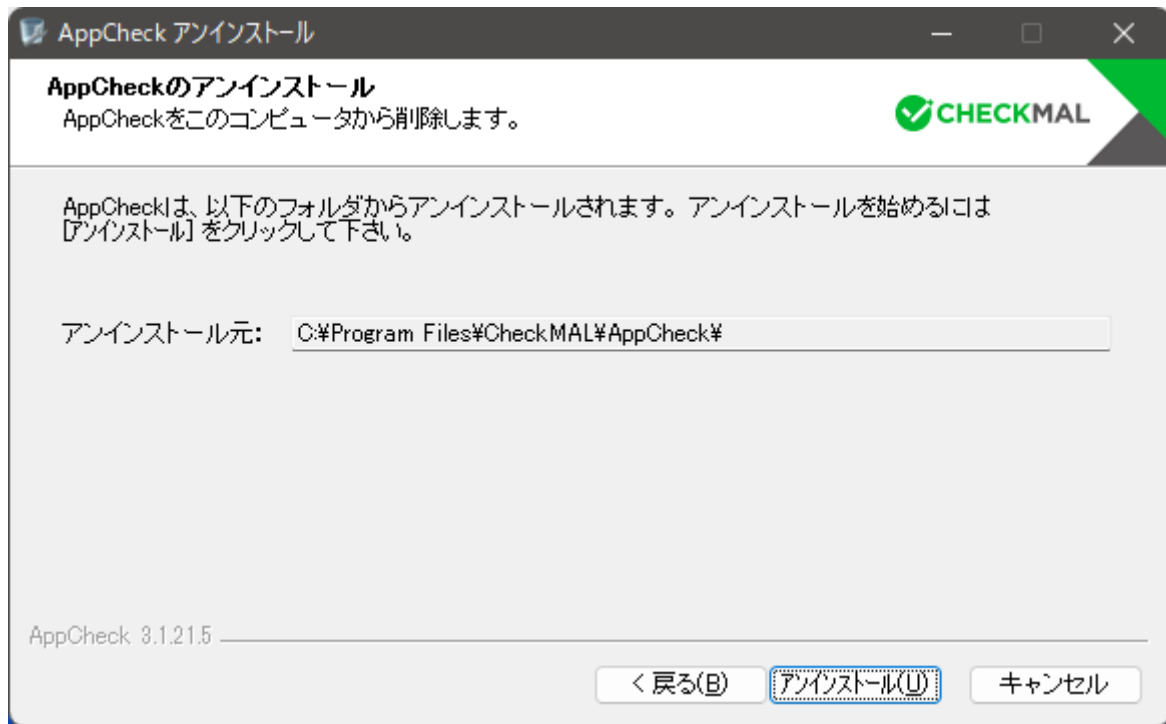 AppCheck アンインストール
AppCheckのアンインストール
AppCheckをこのコンピュータから削除します。
CHECKMAL
AppCheckは、以下のフォルダからアンインストールされます。アンインストールを始めるには
[ｱﾝｲﾝｽﾄｰﾙ] をクリックして下さい。
アンインストール元: C:¥Program Files¥CheckMAL¥AppCheck¥
AppCheck 3.1.21.5
< 戻る(B) ｱﾝｲﾝｽﾄｰﾙ(U) キャンセル